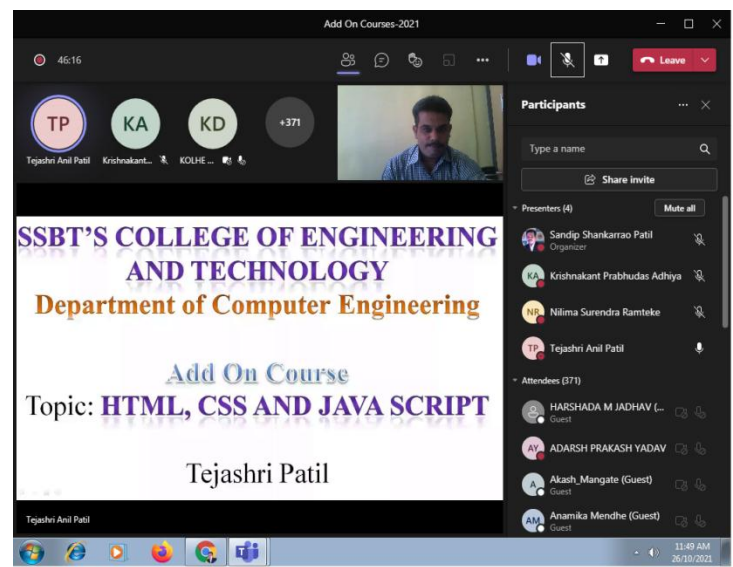 Add On Courses-2021
46:16
Leave
TP
KA
KD
+371
Tejashri Anil Patil
Krishnakant...
KOLHE ...
Participants
Type a name
Share invite
Presenters (4)
Mute all
Sandip Shankarrao Patil
Organizer
KA
Krishnakant Prabhudas Adhiya
NR
Nilima Surendra Ramteke
TP
Tejashri Anil Patil
Attendees (371)
HARSHADA M JADHAV (...
Guest
AY
ADARSH PRAKASH YADAV
A
Akash_Mangate (Guest)
Guest
AM
Anamika Mendhe (Guest)
Guest
SSBT'S COLLEGE OF ENGINEERING
AND TECHNOLOGY
Department of Computer Engineering
Add On Course
Topic: HTML, CSS AND JAVA SCRIPT
Tejashri Patil
Tejashri Anil Patil
11:49 AM
26/10/2021